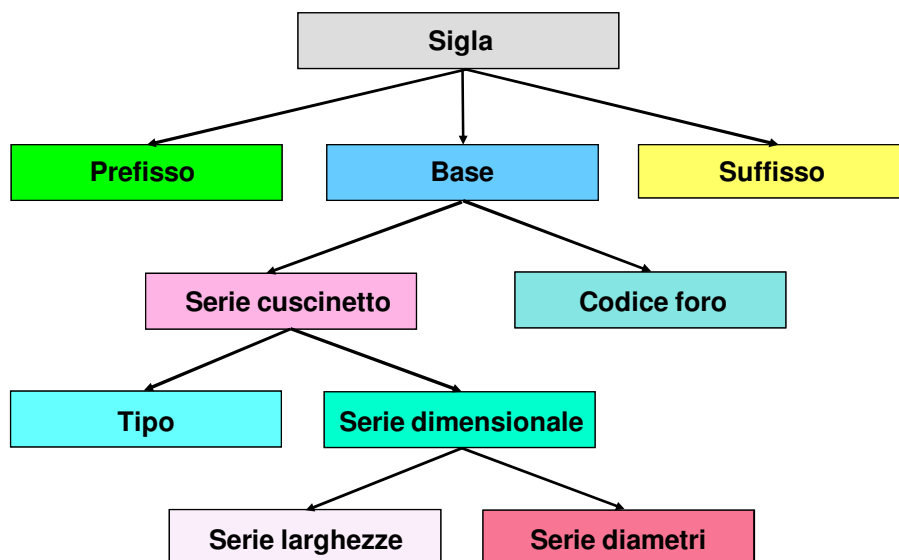 Sigla
Prefisso
Base
Suffisso
Serie cuscinetto
Codice foro
Tipo
Serie dimensionale
Serie larghezze
Serie diametri